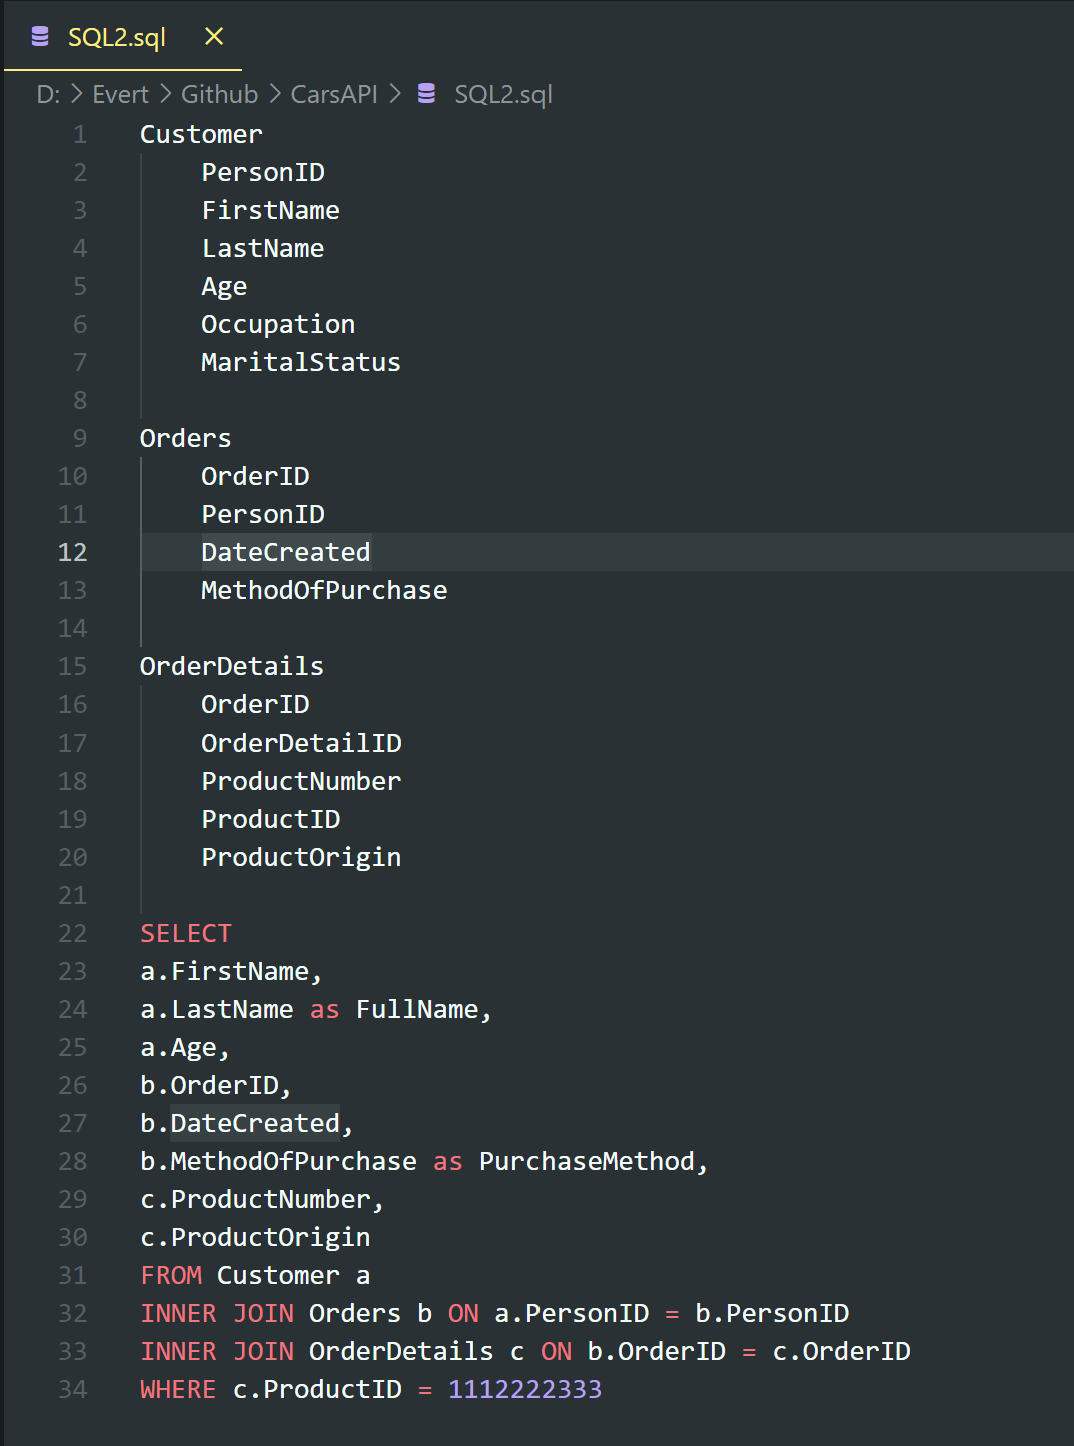 SQL2.sql
D: > Evert > Github > CarsAPI > SQL2.sql
1 Customer
2 PersonID
3 FirstName
4 LastName
5 Age
6 Occupation
7 MaritalStatus
8
9 Orders
10 OrderID
11 PersonID
12 DateCreated
13 MethodOfPurchase
14
15 OrderDetails
16 OrderID
17 OrderDetailID
18 ProductNumber
19 ProductID
20 ProductOrigin
21
22 SELECT
23 a.FirstName,
24 a.LastName as FullName,
25 a.Age,
26 b.OrderID,
27 b.DateCreated,
28 b.MethodOfPurchase as PurchaseMethod,
29 c.ProductNumber,
30 c.ProductOrigin
31 FROM Customer a
32 INNER JOIN Orders b ON a.PersonID = b.PersonID
33 INNER JOIN OrderDetails c ON b.OrderID = c.OrderID
34 WHERE c.ProductID = 1112222333